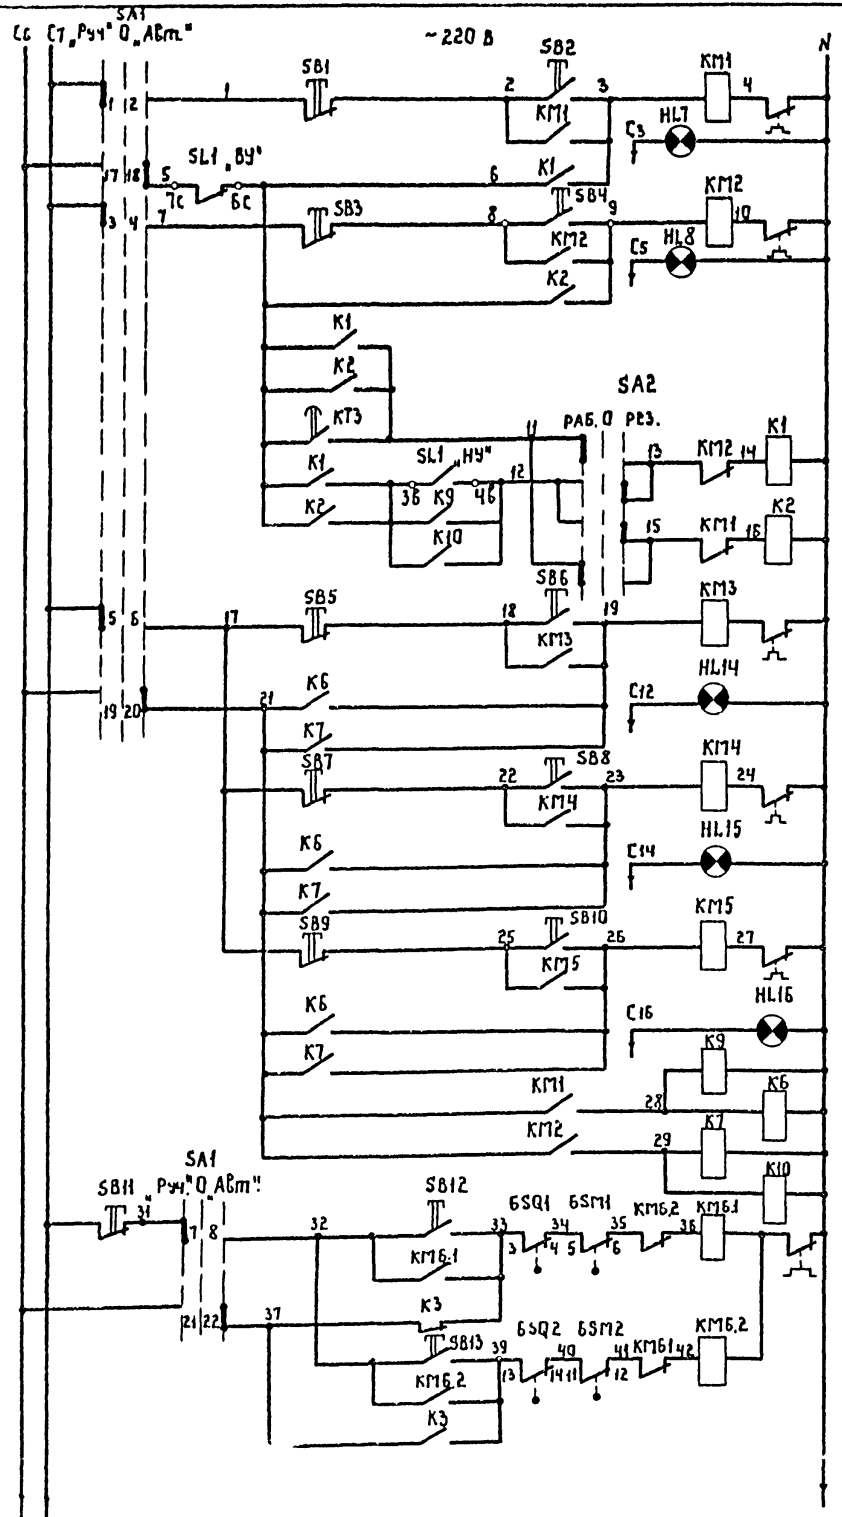 SA1
С6 С7 „Руч" 0 „Авт."
~220 В
N
SB1
SB2
KM1
1
2
3
4
1 2
KM1
HL7
С3
SL1 „ВУ"
17 18
5
7С
6С
6
K1
SB4
KM2
3 4
7
SB3
8
9
10
KM2
С5
HL8
K2
K1
K2
SA2
KT3
11
РАБ. 0 РЕЗ.
K1
13
KM2
14
K1
SL1 „НУ"
12
3Б
4Б
K2
K9
K10
15
KM1
16
K2
SB6
KM3
SB5
5 6
17
18
19
KM3
HL14
K6
21
С12
19 20
K7
SB7
SB8
KM4
22
23
24
KM4
HL15
K6
С14
K7
SB9
SB10
KM5
25
26
27
KM5
HL16
K6
С16
K7
K9
KM1
28
K6
KM2
29
K7
K10
SA1
SB11
„Руч." 0 „Авт".
SB12
6SQ1
6SM1
31
7 8
32
33
34
35
KM6.2
36
KM6.1
3
4
5
6
KM6.1
K3
21 22
37
SB13
39
6SQ2
6SM2
40
41
KM6.1
42
KM6.2
13
14
11
12
KM6.2
K3